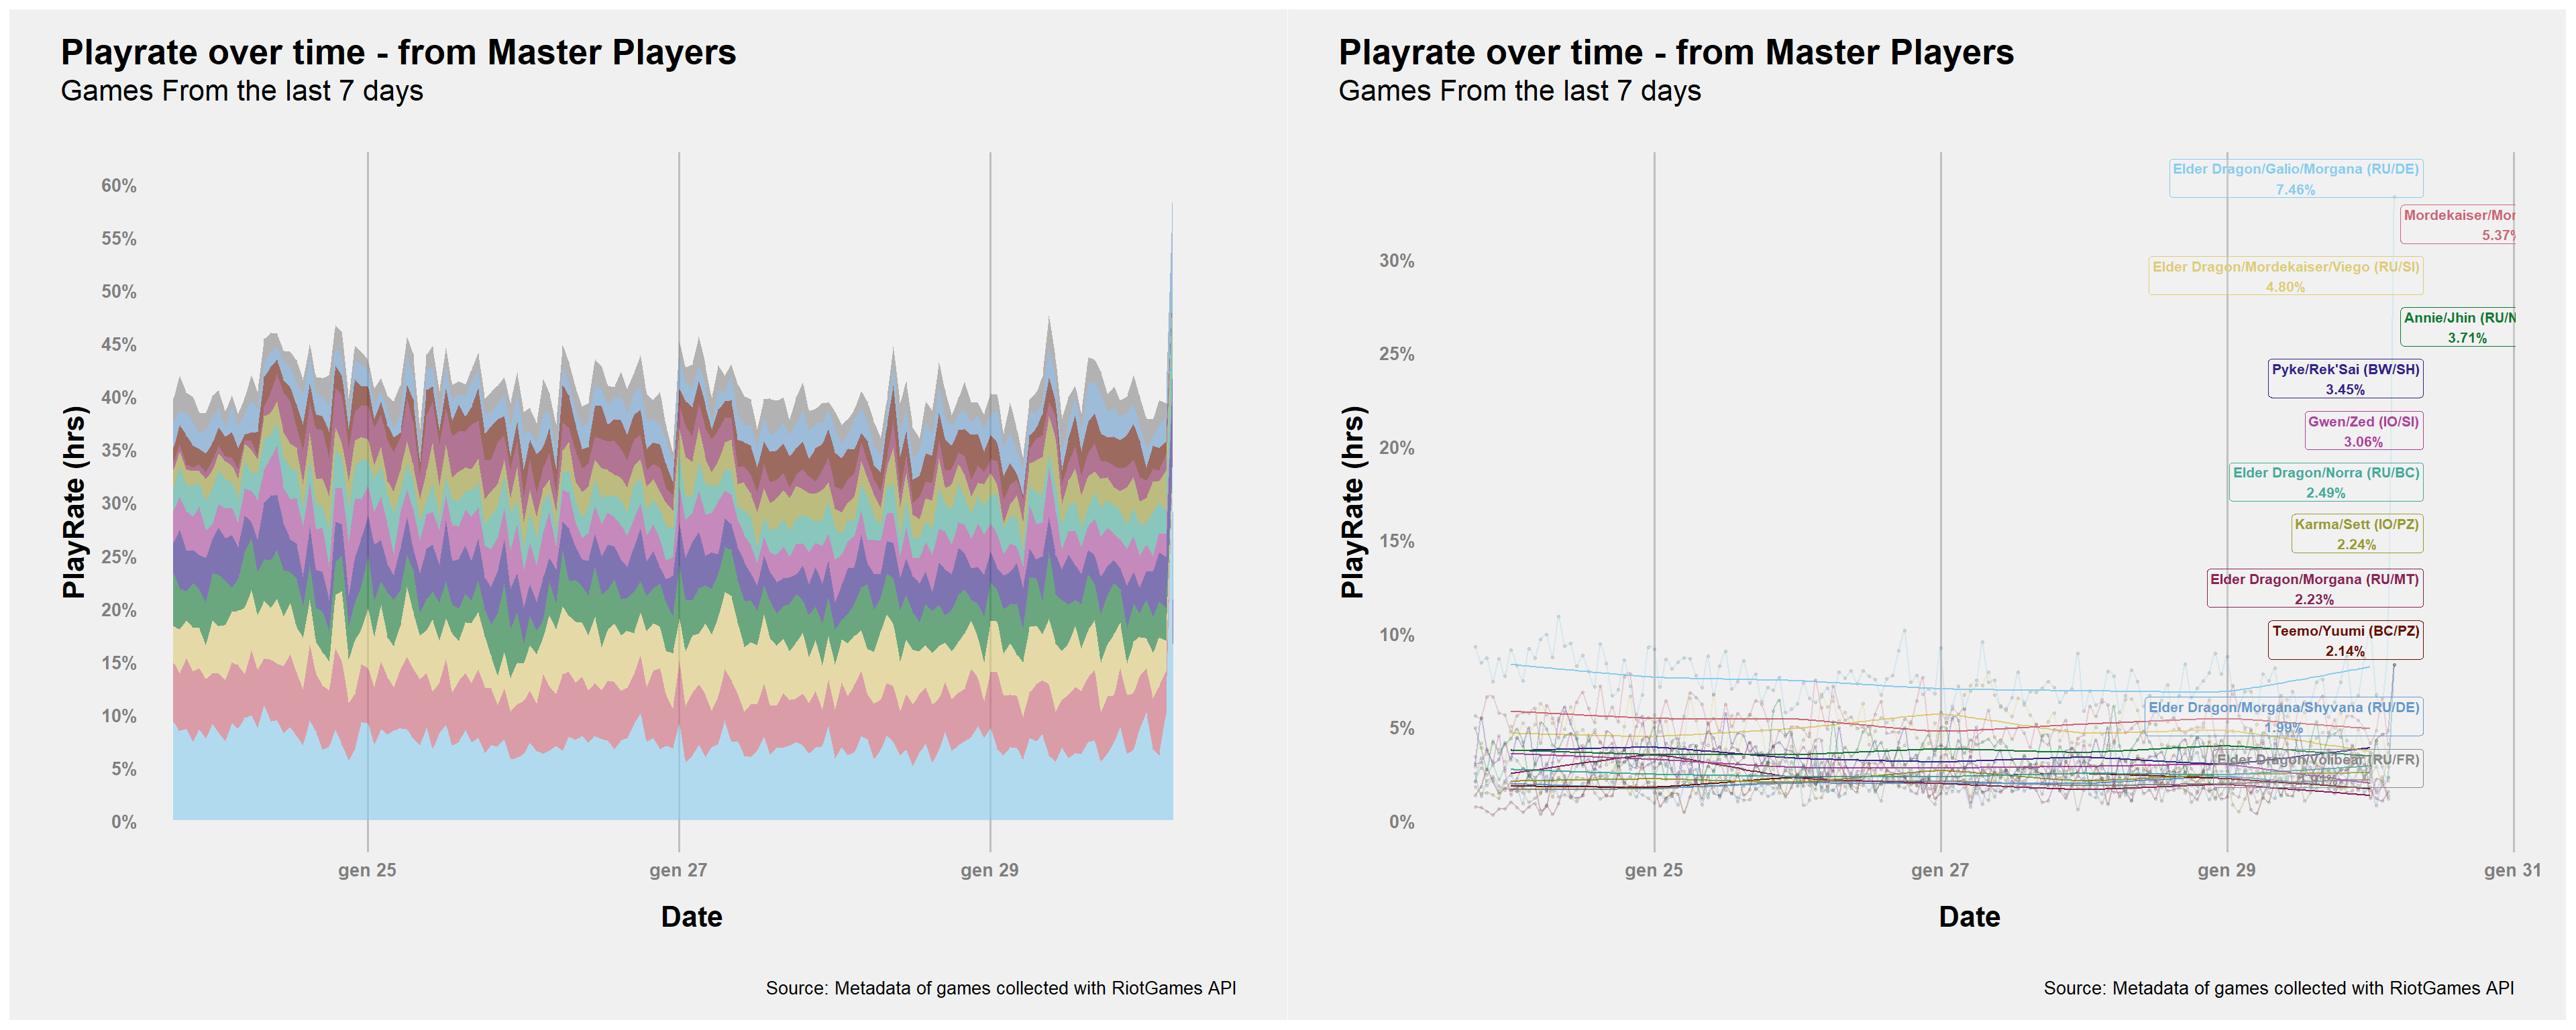 Playrate over time - from Master Players
Games From the last 7 days
PlayRate (hrs)
60%
55%
50%
45%
40%
35%
30%
25%
20%
15%
10%
5%
0%
gen 25
gen 27
gen 29
Date
Source: Metadata of games collected with RiotGames API
Playrate over time - from Master Players
Games From the last 7 days
PlayRate (hrs)
30%
25%
20%
15%
10%
5%
0%
Elder Dragon/Galio/Morgana (RU/DE)
7.46%
Mordekaiser/Mor
5.37%
Elder Dragon/Mordekaiser/Viego (RU/SI)
4.80%
Annie/Jhin (RU/N
3.71%
Pyke/Rek'Sai (BW/SH)
3.45%
Gwen/Zed (IO/SI)
3.06%
Elder Dragon/Norra (RU/BC)
2.49%
Karma/Sett (IO/PZ)
2.24%
Elder Dragon/Morgana (RU/MT)
2.23%
Teemo/Yuumi (BC/PZ)
2.14%
Elder Dragon/Morgana/Shyvana (RU/DE)
1.99%
Elder Dragon/Volibear (RU/FR)
gen 25
gen 27
gen 29
gen 31
Date
Source: Metadata of games collected with RiotGames API